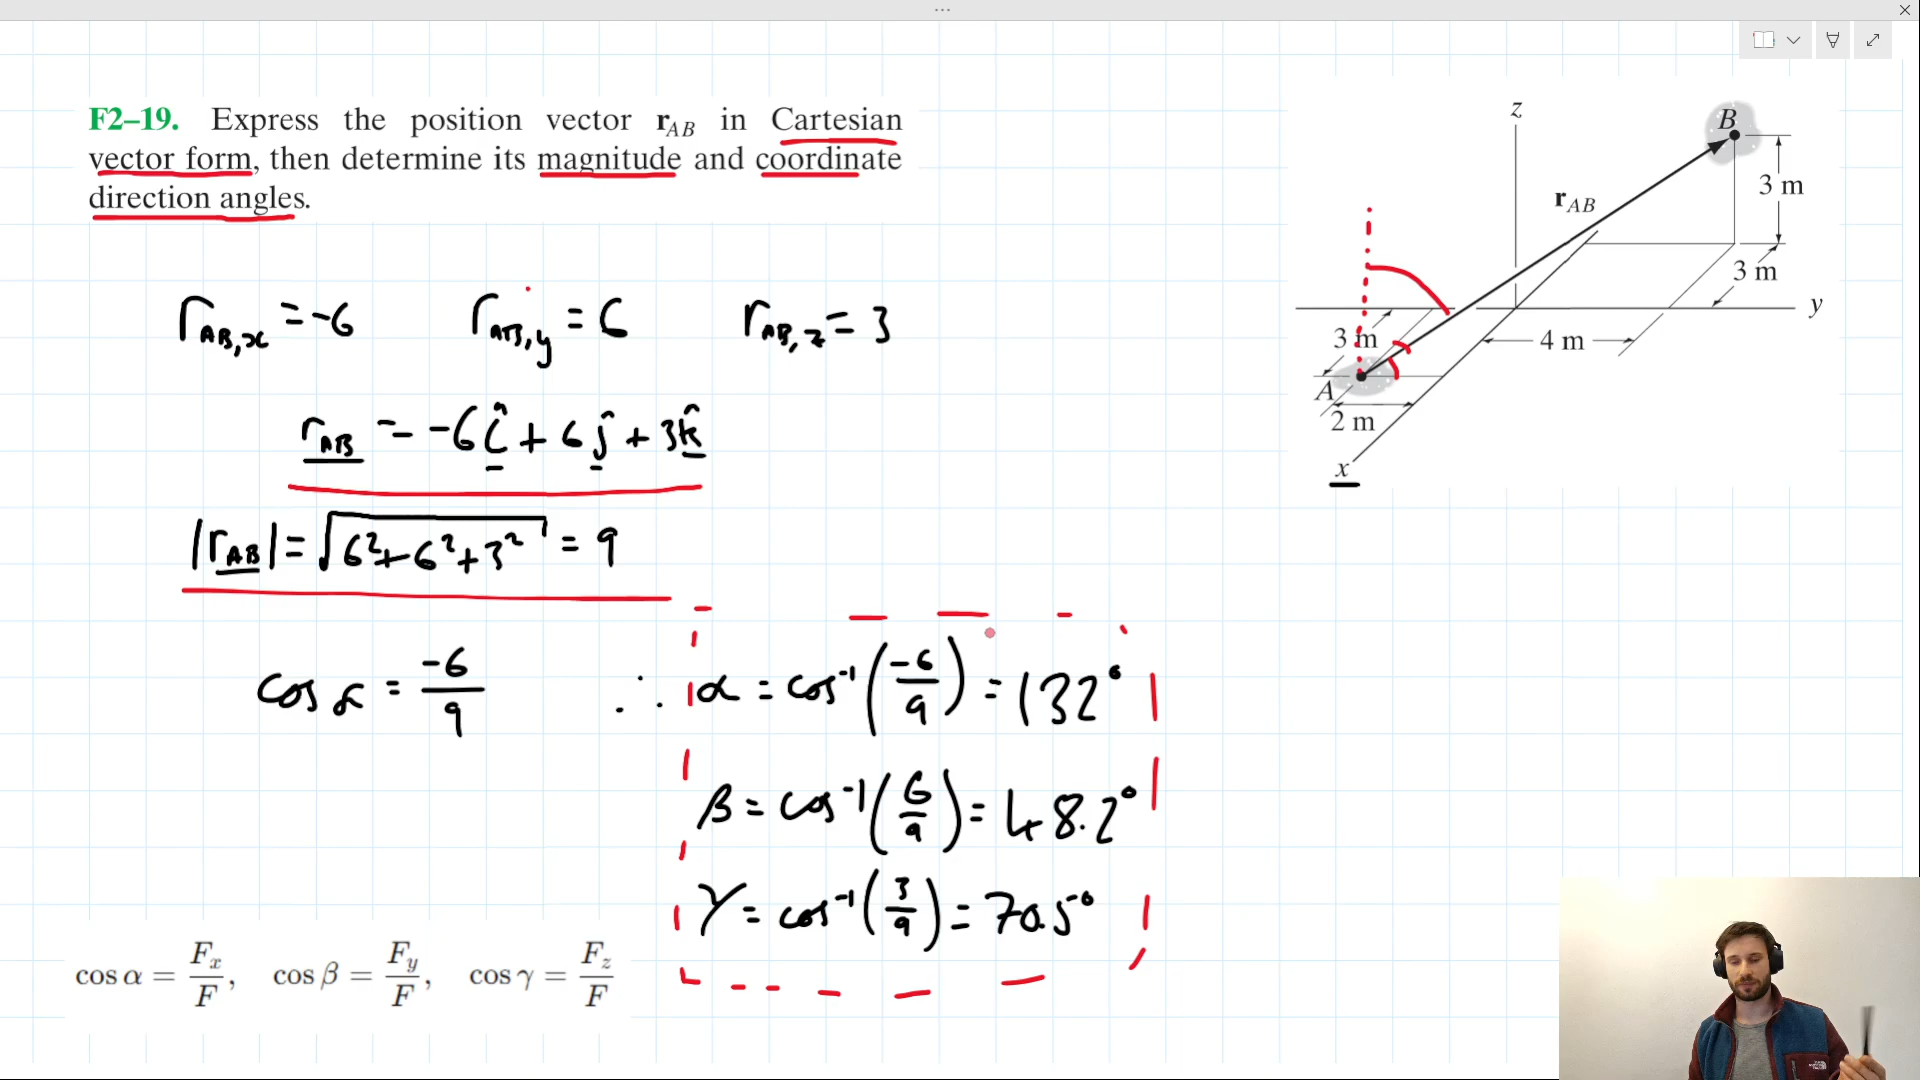 F2–19. Express the position vector r_AB in Cartesian
vector form, then determine its magnitude and coordinate
direction angles.
r_AB,x = -6 r_AB,y = 6 r_AB,z = 3
r_AB = -6î + 6ĵ + 3k̂
|r_AB| = √(6² + 6² + 3²) = 9
cos α = -6/9 ∴ α = cos⁻¹(-6/9) = 132°
β = cos⁻¹(6/9) = 48.2°
γ = cos⁻¹(3/9) = 70.5°
cos α = F_x/F, cos β = F_y/F, cos γ = F_z/F
z
B
3 m
r_AB
3 m
y
3 m
4 m
A
2 m
x